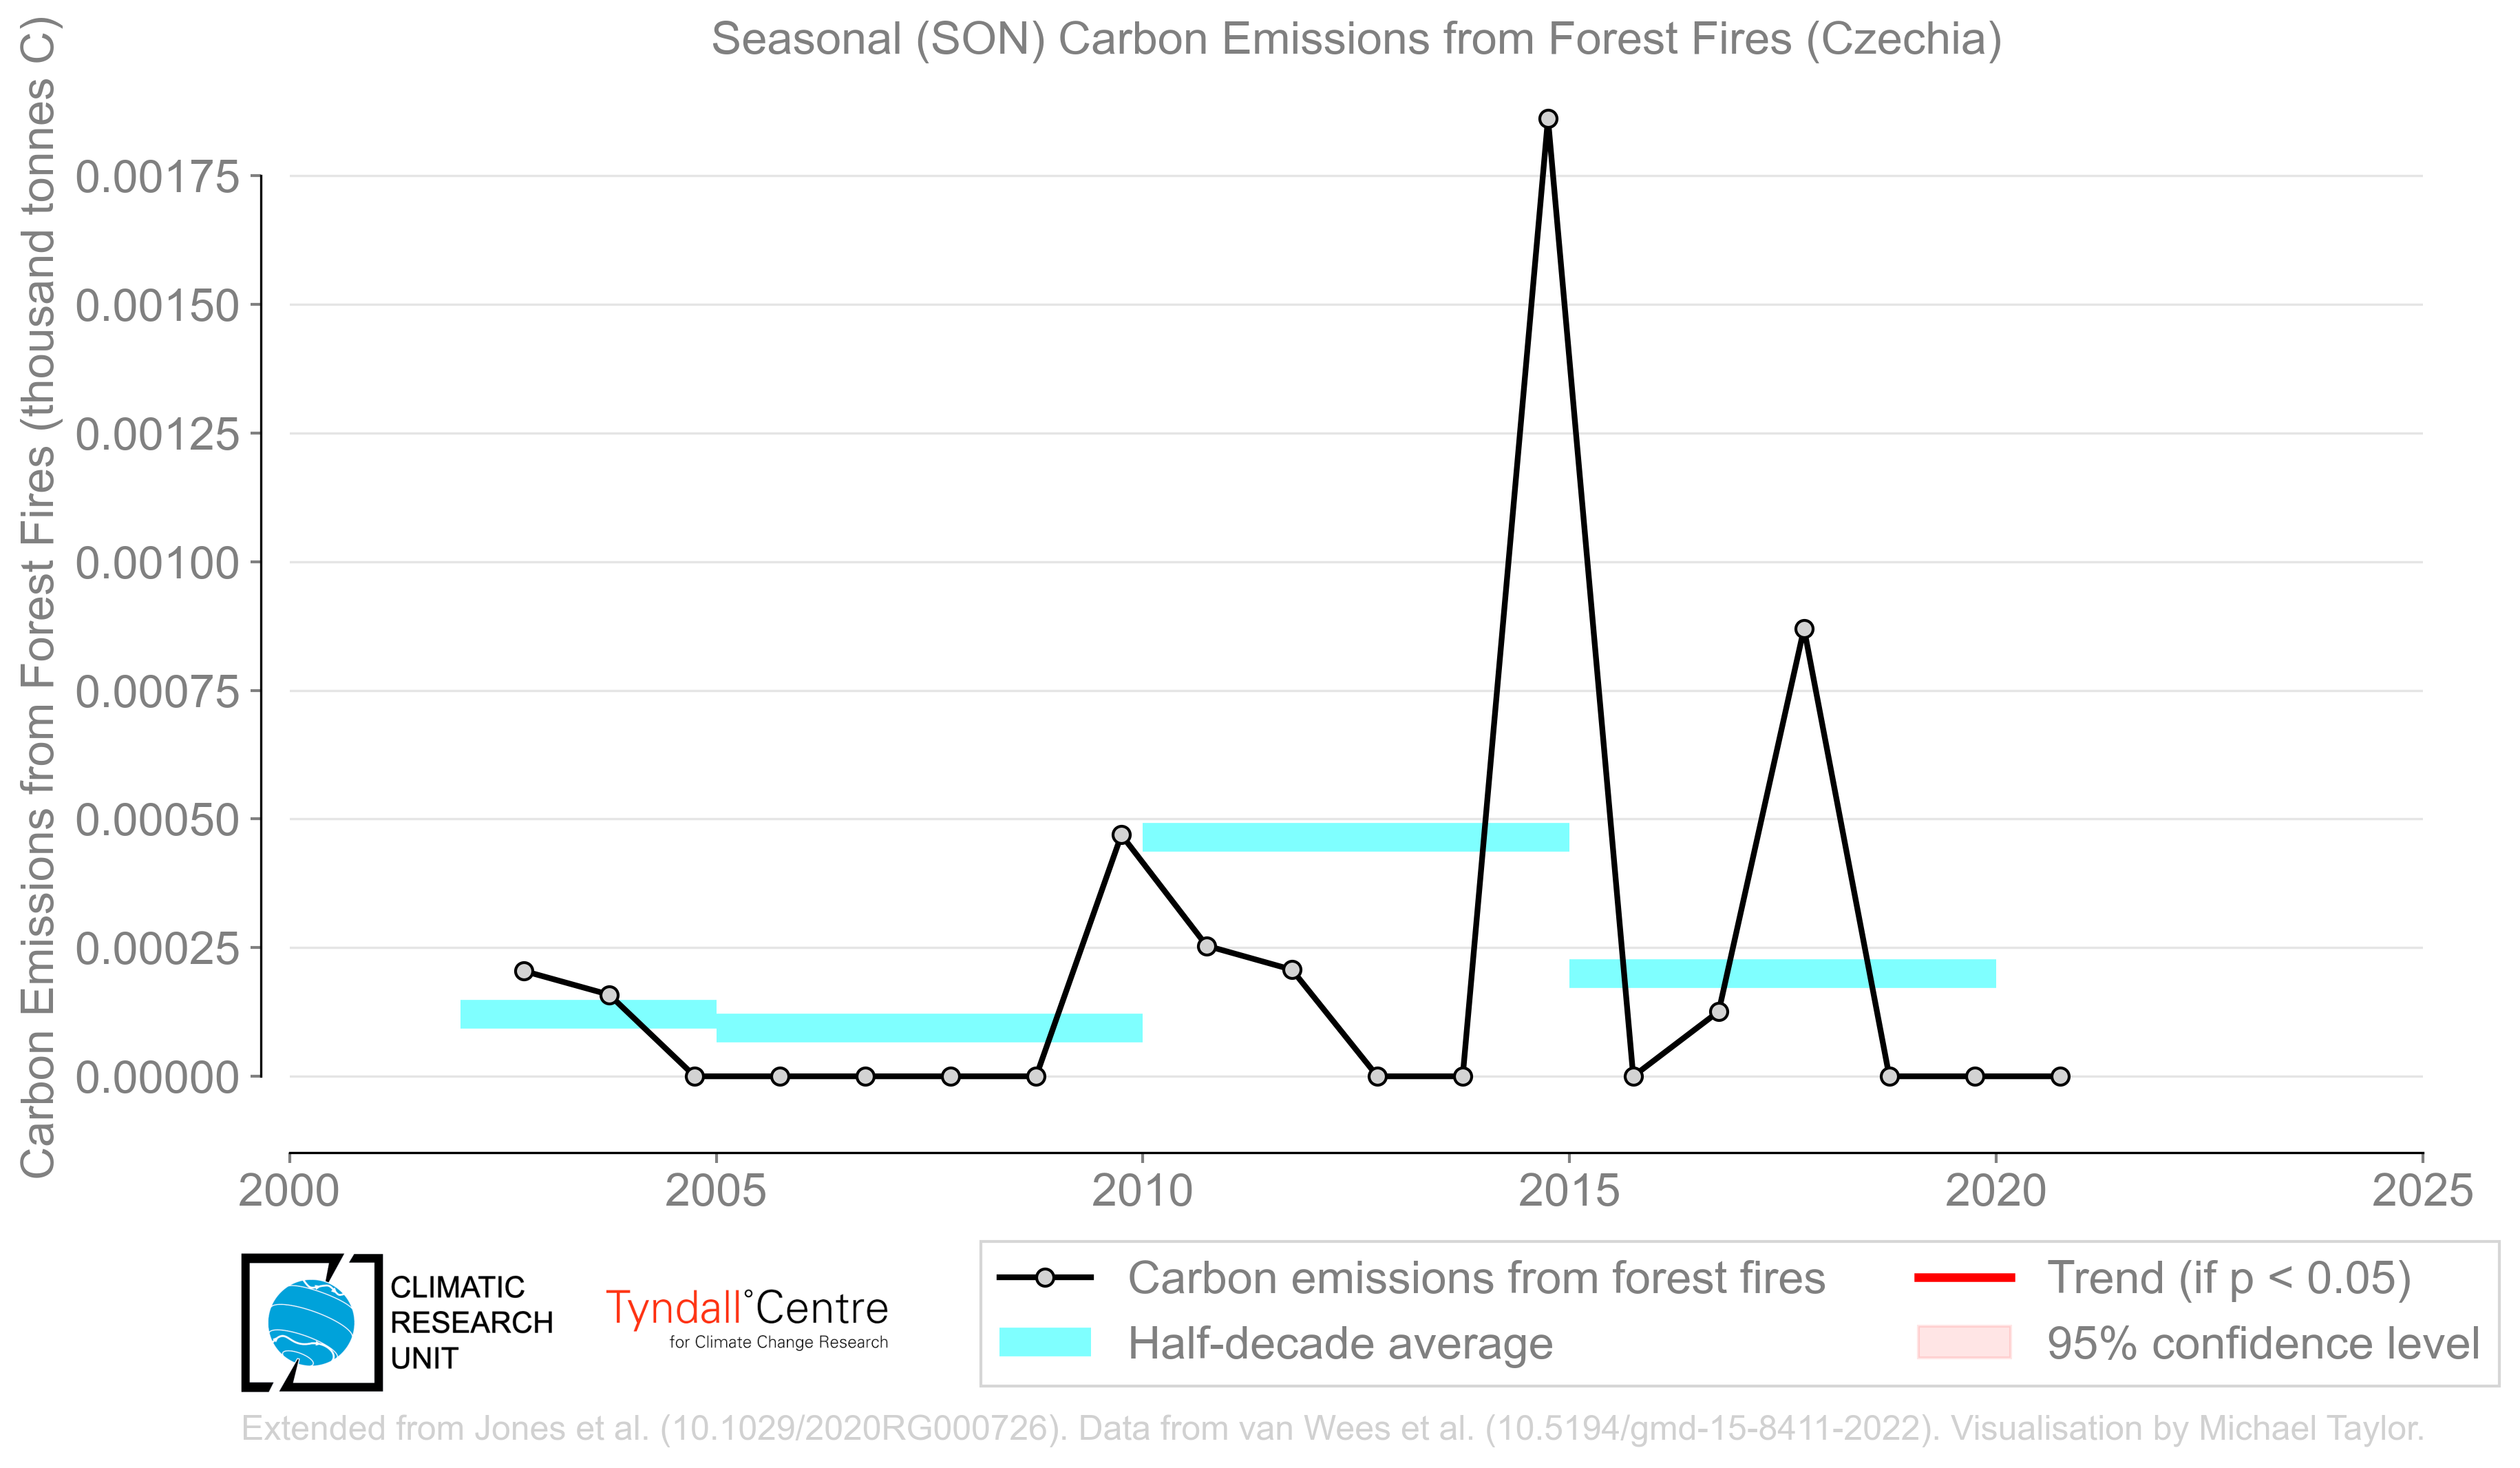 Seasonal (SON) Carbon Emissions from Forest Fires (Czechia)
Carbon Emissions from Forest Fires (thousand tonnes C)
0.00175
0.00150
0.00125
0.00100
0.00075
0.00050
0.00025
0.00000
2000 2005 2010 2015 2020 2025
Carbon emissions from forest fires
Half-decade average
Trend (if p < 0.05)
95% confidence level
CLIMATIC
RESEARCH
UNIT
Tyndall°Centre
for Climate Change Research
Extended from Jones et al. (10.1029/2020RG000726). Data from van Wees et al. (10.5194/gmd-15-8411-2022). Visualisation by Michael Taylor.